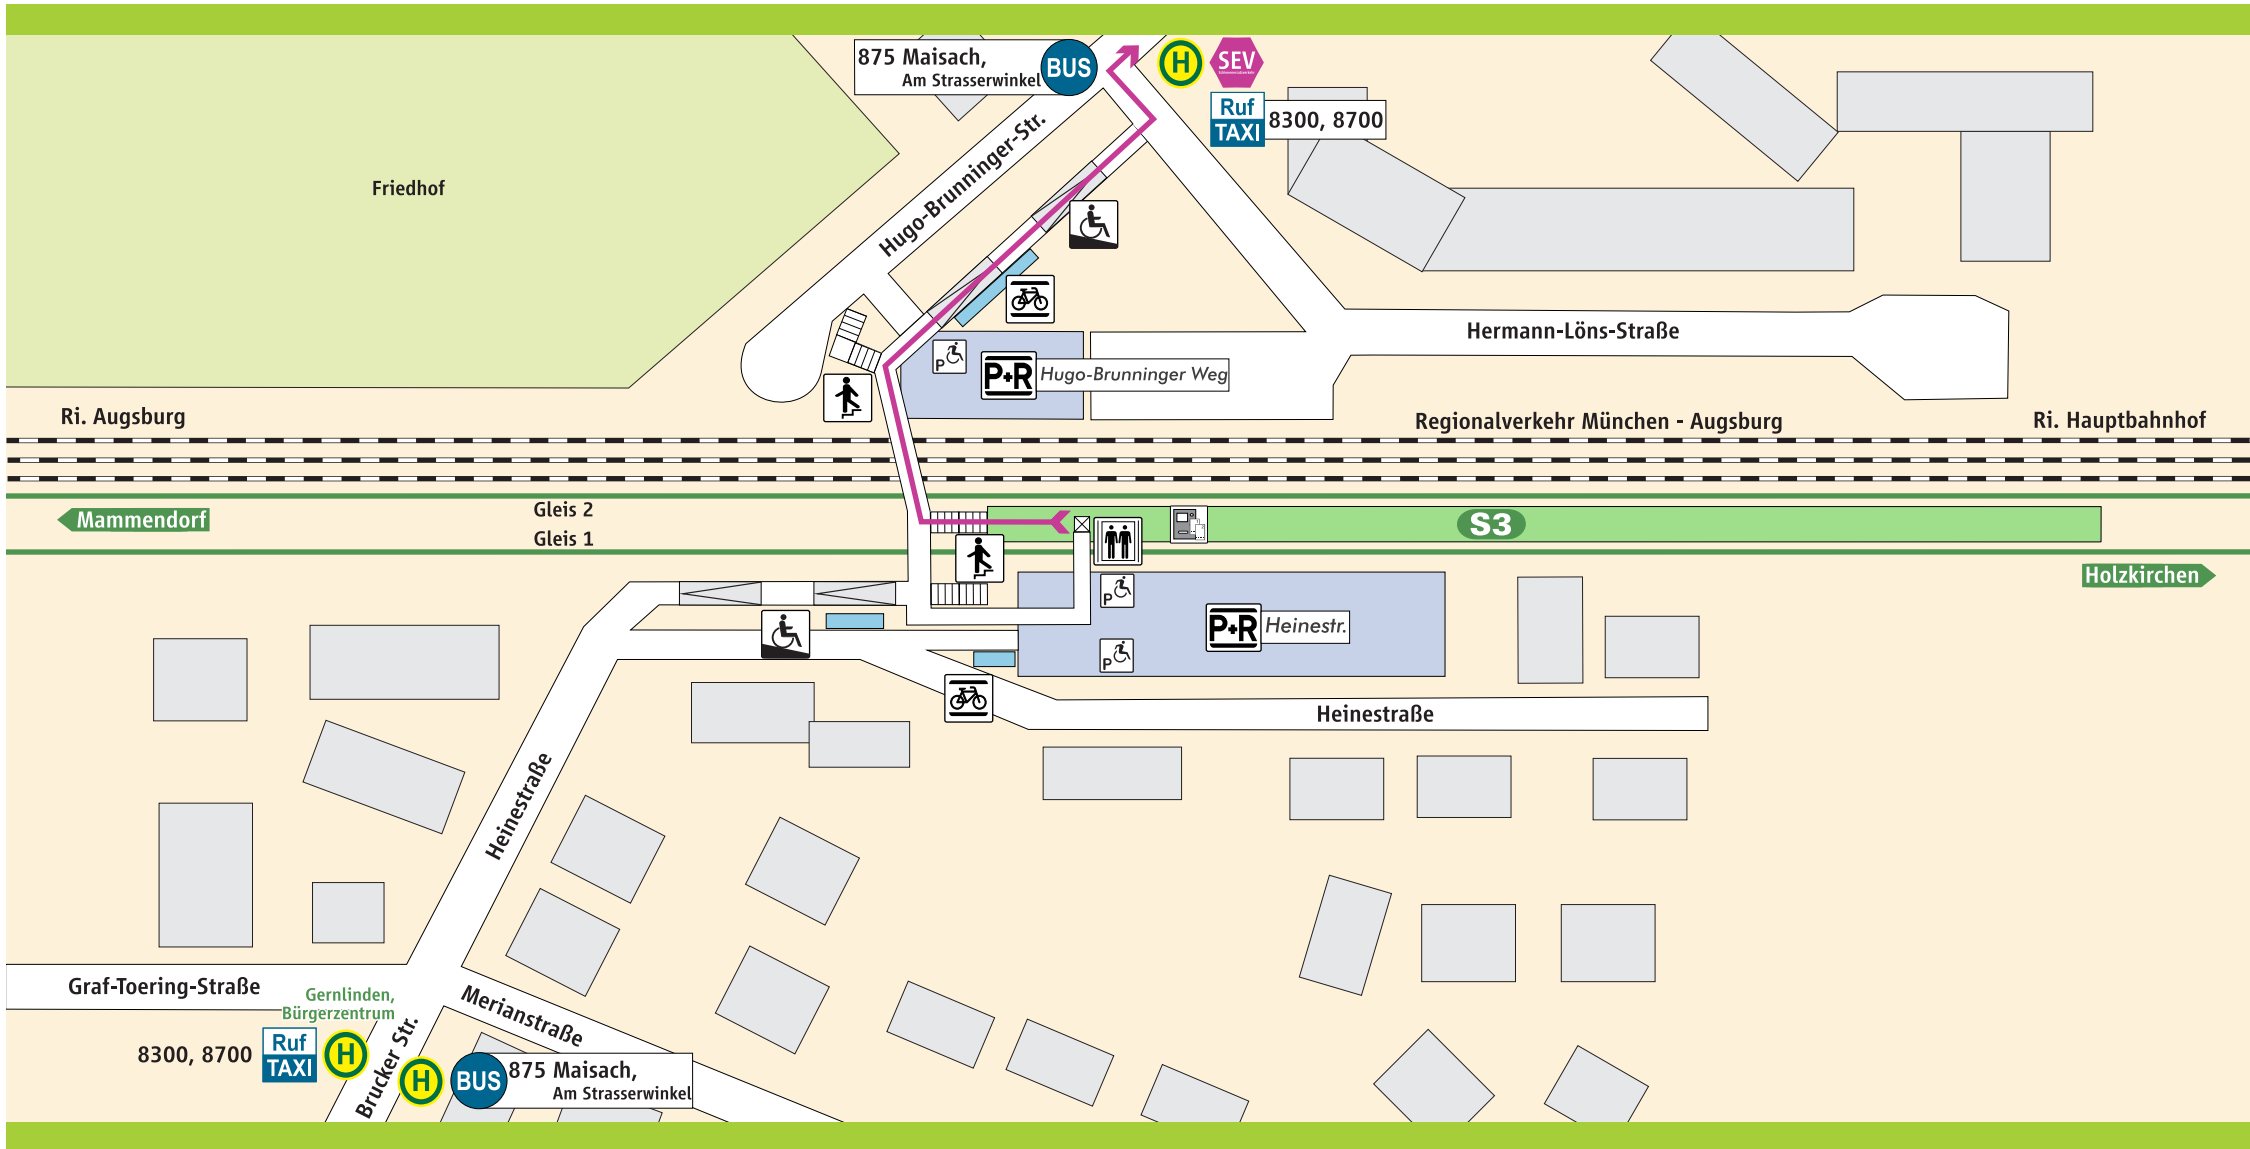 875 Maisach,
Am Strasserwinkel
BUS
H
SEV
Ruf
TAXI
8300, 8700
Friedhof
Hugo-Brunninger-Str.
Hermann-Löns-Straße
P
P+R
Hugo-Brunninger Weg
Ri. Augsburg
Regionalverkehr München - Augsburg
Ri. Hauptbahnhof
Mammendorf
Gleis 2
Gleis 1
S3
Holzkirchen
P
P+R
Heinestr.
P
Heinestraße
Heinestraße
Graf-Toering-Straße
Gernlinden,
Bürgerzentrum
Merianstraße
8300, 8700
Ruf
TAXI
H
Brucker Str.
H
BUS
875 Maisach,
Am Strasserwinkel